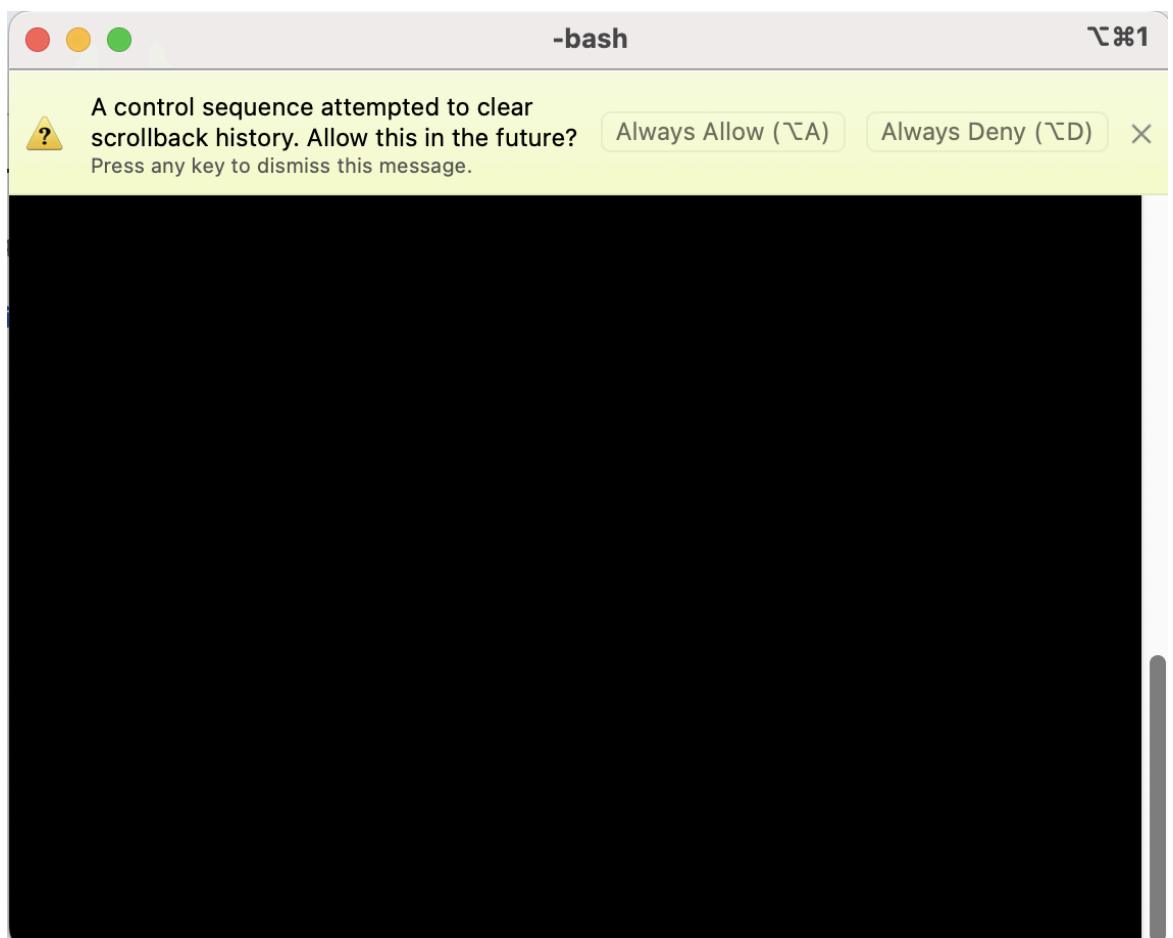 -bash
⌥⌘1
A control sequence attempted to clear
scrollback history. Allow this in the future?
Press any key to dismiss this message.
Always Allow (⌥A)
Always Deny (⌥D)